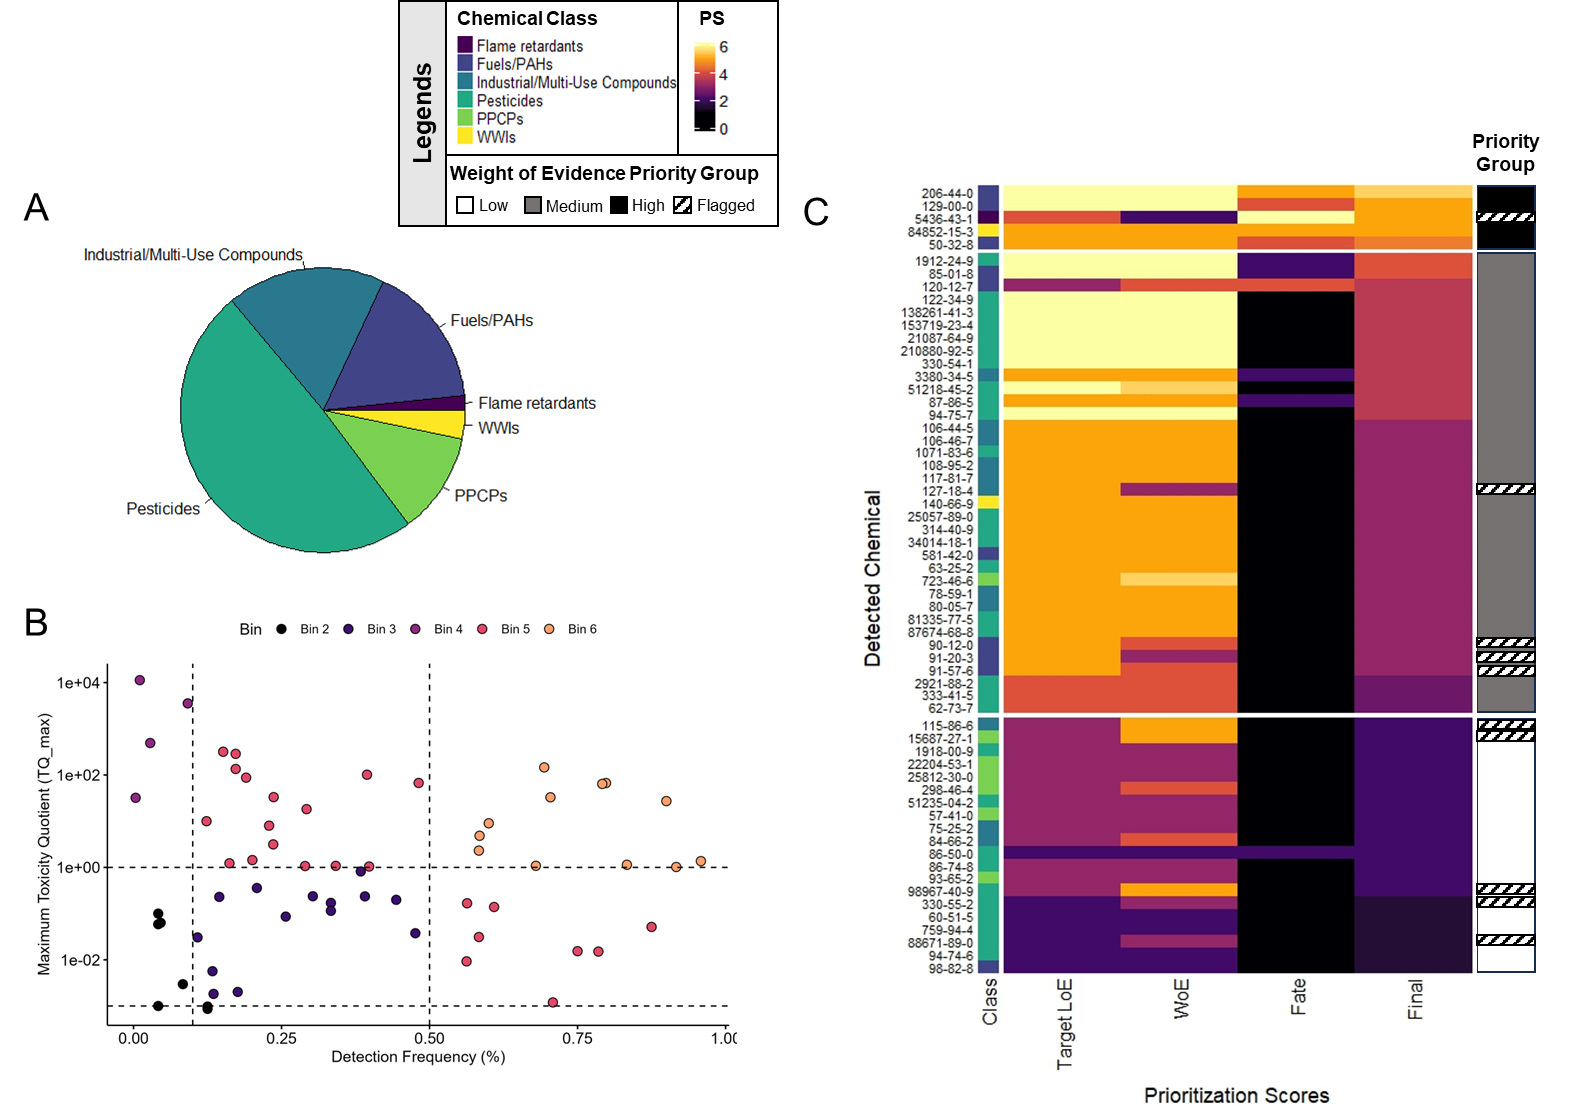 Legends
Chemical Class
Flame retardants
Fuels/PAHs
Industrial/Multi-Use Compounds
Pesticides
PPCPs
WWIs
PS
6
4
2
0
Weight of Evidence Priority Group
Low
Medium
High
Flagged
A
Industrial/Multi-Use Compounds
Fuels/PAHs
Flame retardants
WWIs
PPCPs
Pesticides
B
Bin
Bin 2
Bin 3
Bin 4
Bin 5
Bin 6
Maximum Toxicity Quotient (TQ_max)
1e+04
1e+02
1e+00
1e-02
0.00
0.25
0.50
0.75
1.00
Detection Frequency (%)
C
Priority
Group
Detected Chemical
206-44-0
129-00-0
5436-43-1
84852-15-3
50-32-8
1912-24-9
85-01-8
120-12-7
122-34-9
138261-41-3
153719-23-4
21087-64-9
210880-92-5
330-54-1
3380-34-5
51218-45-2
87-86-5
94-75-7
106-44-5
106-46-7
1071-83-6
108-95-2
117-81-7
127-18-4
140-66-9
25057-89-0
314-40-9
34014-18-1
581-42-0
63-25-2
723-46-6
78-59-1
80-05-7
81335-77-5
87674-68-8
90-12-0
91-20-3
91-57-6
2921-88-2
333-41-5
62-73-7
115-86-6
15687-27-1
1918-00-9
22204-53-1
25812-30-0
298-46-4
51235-04-2
57-41-0
75-25-2
84-66-2
86-50-0
86-74-8
93-65-2
98967-40-9
330-55-2
60-51-5
759-94-4
88671-89-0
94-74-6
98-82-8
Class
Target LoE
WoE
Fate
Final
Prioritization Scores